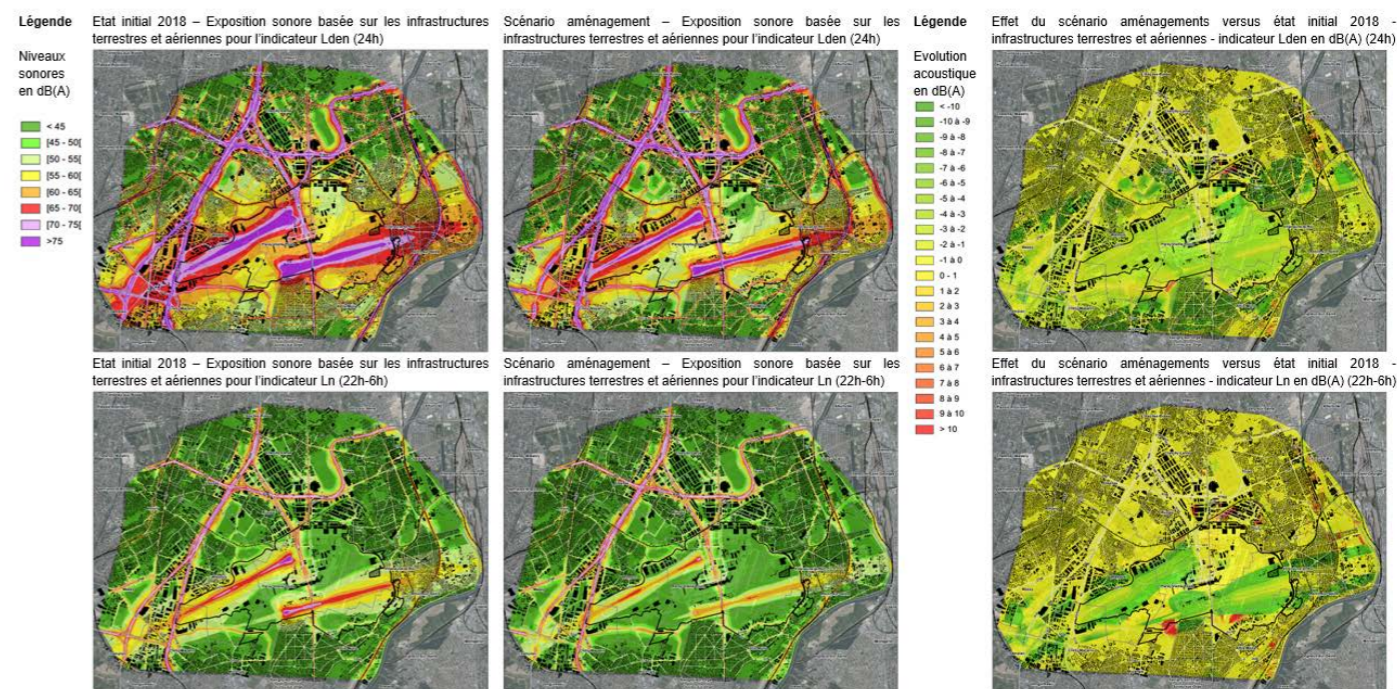 Légende
Niveaux
sonores
en dB(A)
< 45
[45 - 50[
[50 - 55[
[55 - 60[
[60 - 65[
[65 - 70[
[70 - 75[
>75
Etat initial 2018 – Exposition sonore basée sur les infrastructures
terrestres et aériennes pour l'indicateur Lden (24h)
Scénario aménagement – Exposition sonore basée sur les
infrastructures terrestres et aériennes pour l'indicateur Lden (24h)
Légende
Evolution
acoustique
en dB(A)
< -10
-10 à -9
-9 à -8
-8 à -7
-7 à -6
-6 à -5
-5 à -4
-4 à -3
-3 à -2
-2 à -1
-1 à 0
0 - 1
1 à 2
2 à 3
3 à 4
4 à 5
5 à 6
6 à 7
7 à 8
8 à 9
9 à 10
> 10
Effet du scénario aménagements versus état initial 2018 -
infrastructures terrestres et aériennes - indicateur Lden en dB(A) (24h)
Etat initial 2018 – Exposition sonore basée sur les infrastructures
terrestres et aériennes pour l'indicateur Ln (22h-6h)
Scénario aménagement – Exposition sonore basée sur les
infrastructures terrestres et aériennes pour l'indicateur Ln (22h-6h)
Effet du scénario aménagements versus état initial 2018 -
infrastructures terrestres et aériennes - indicateur Ln en dB(A) (22h-6h)